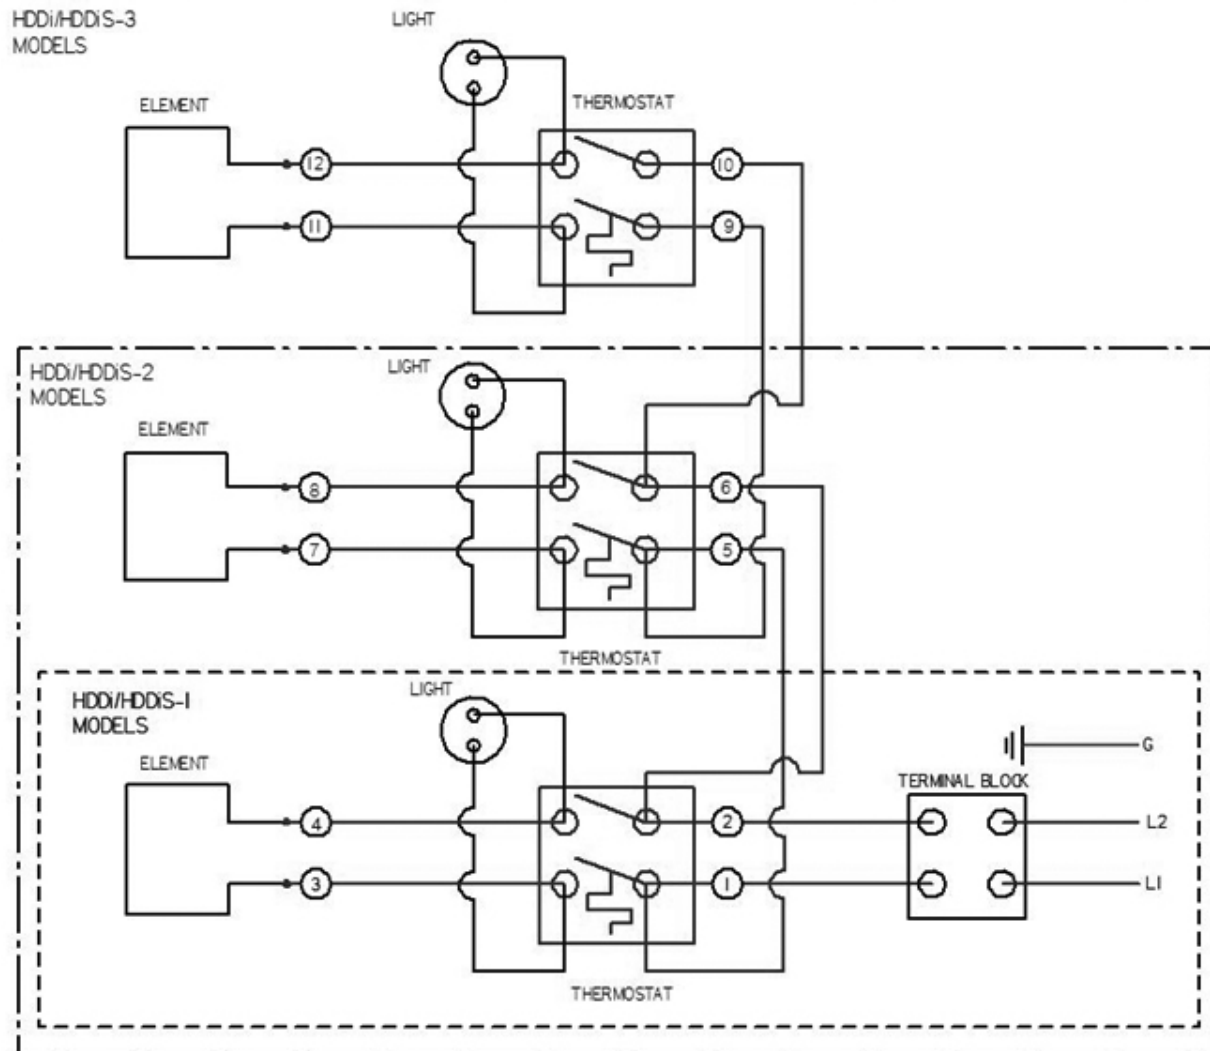 HDDi/HDDiS-3
MODELS
LIGHT
ELEMENT
THERMOSTAT
12
10
11
9
HDDi/HDDiS-2
MODELS
LIGHT
ELEMENT
8
6
7
5
THERMOSTAT
HDDi/HDDiS-1
MODELS
LIGHT
ELEMENT
G
TERMINAL BLOCK
4
2
L2
3
1
L1
THERMOSTAT